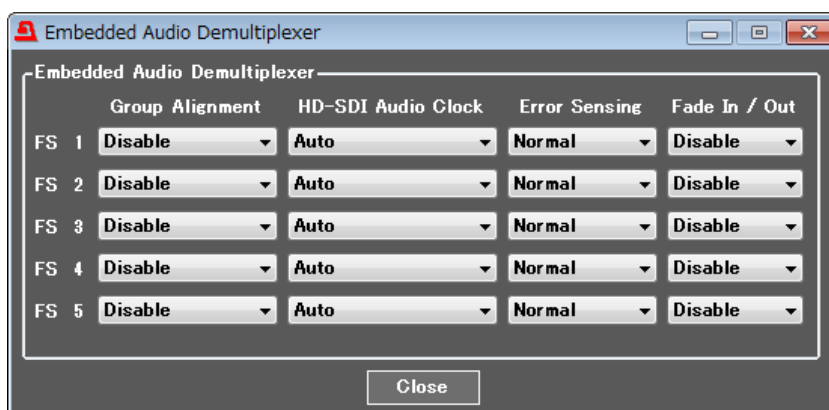 Embedded Audio Demultiplexer
Embedded Audio Demultiplexer
Group Alignment HD-SDI Audio Clock Error Sensing Fade In / Out
FS 1 Disable Auto Normal Disable
FS 2 Disable Auto Normal Disable
FS 3 Disable Auto Normal Disable
FS 4 Disable Auto Normal Disable
FS 5 Disable Auto Normal Disable
Close